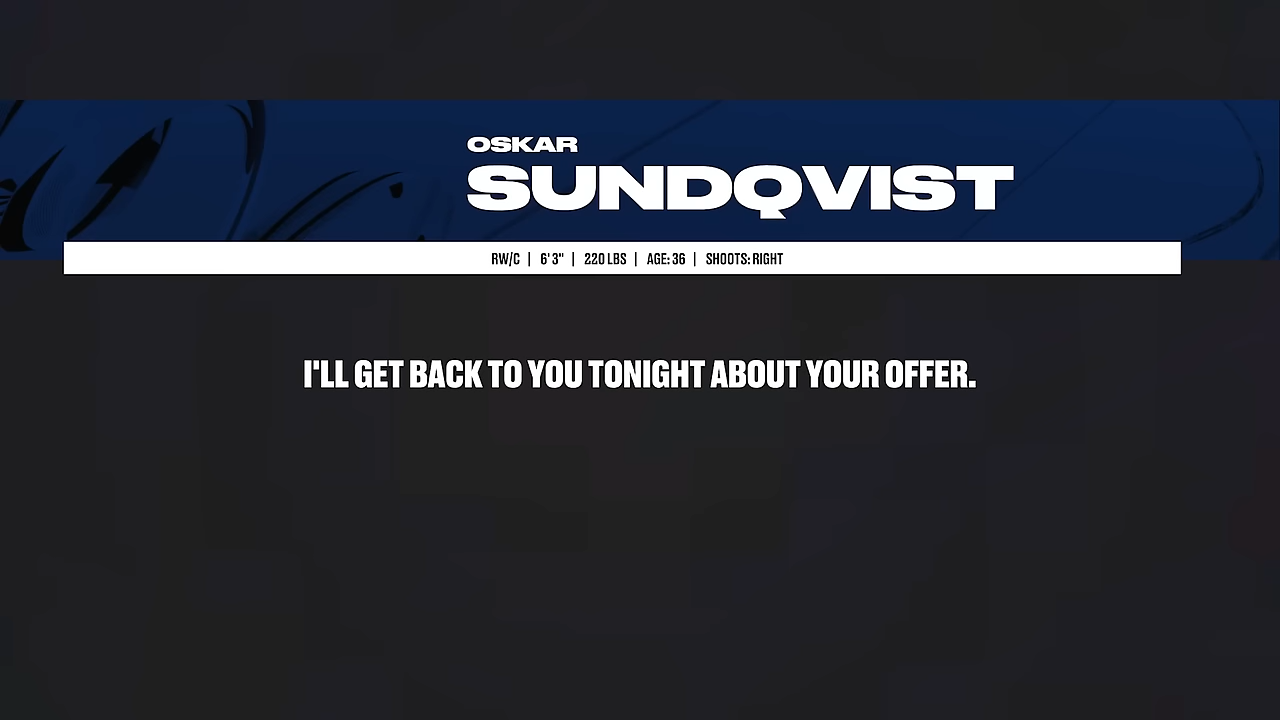 OSKAR
SUNDQVIST
RW/C | 6'3" | 220 LBS | AGE: 36 | SHOOTS: RIGHT
I'LL GET BACK TO YOU TONIGHT ABOUT YOUR OFFER.